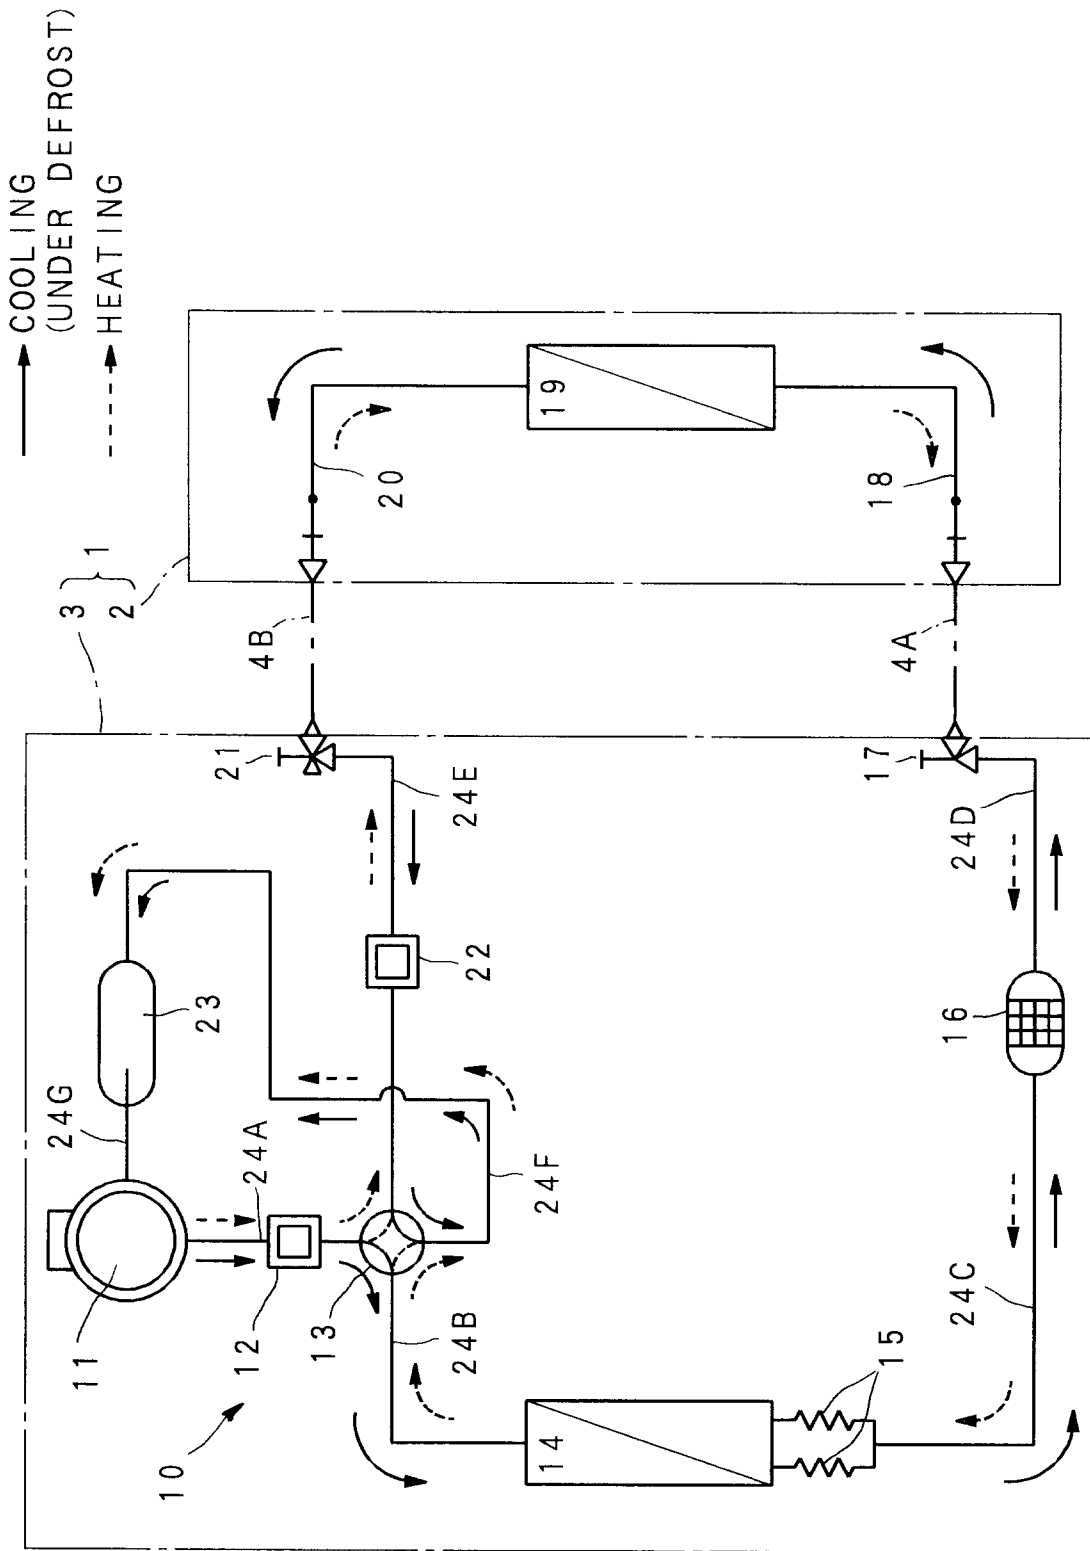 COOLING
(UNDER DEFROST)
HEATING
1
3
2
10
11
24G
23
12
24A
13
24F
22
24B
24E
21
4B
20
19
14
15
24C
16
24D
17
4A
18